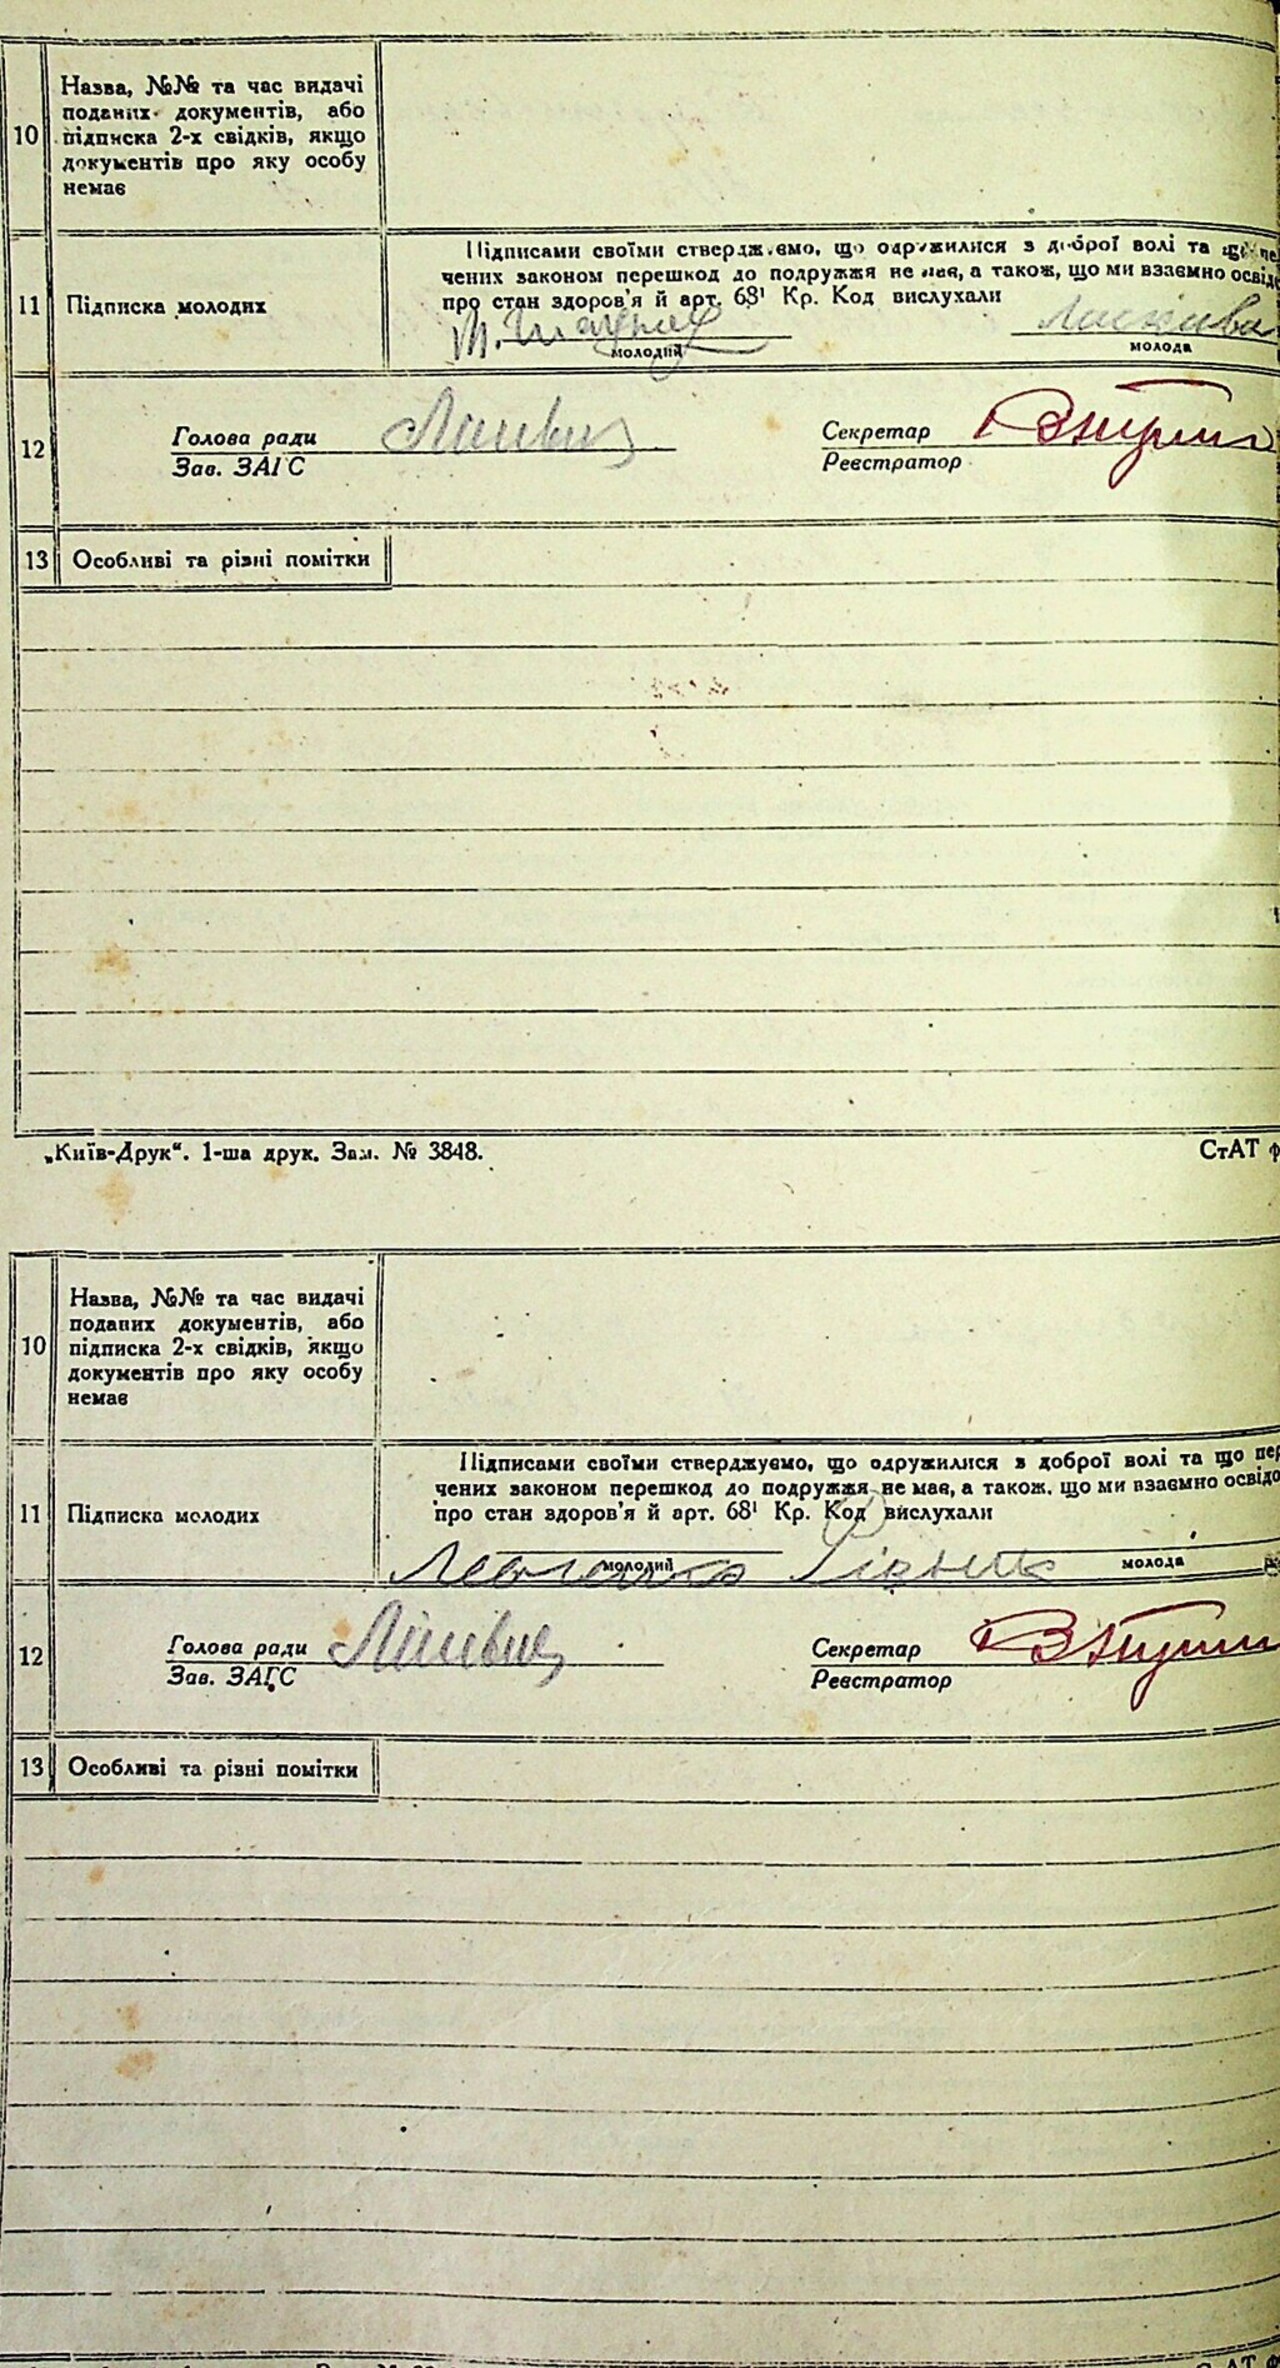 10
Назва, №№ та час видачі
поданих документів, або
підписка 2-х свідків, якщо
документів про яку особу
немає
11
Підписка молодих
Підписами своїми стверджуємо, що одружилися з доброї волі та
чених законом перешкод до подружжя не має, а також, що ми взаємно освід
про стан здоров'я й арт. 68¹ Кр. Код вислухали
молодий
молода
12
Голова ради
Секретар
Зав. ЗАГС
Реєстратор
13
Особливі та різні помітки
„Київ-Друк“. 1-ша друк. Зам. № 3848.
СтАТ ф
10
Назва, №№ та час видачі
поданих документів, або
підписка 2-х свідків, якщо
документів про яку особу
немає
11
Підписка молодих
Підписами своїми стверджуємо, що одружилися з доброї волі та що пер
чених законом перешкод до подружжя не має, а також, що ми взаємно освідо
про стан здоров'я й арт. 68¹ Кр. Код вислухали
молодий
молода
12
Голова ради
Секретар
Зав. ЗАГС
Реєстратор
13
Особливі та різні помітки